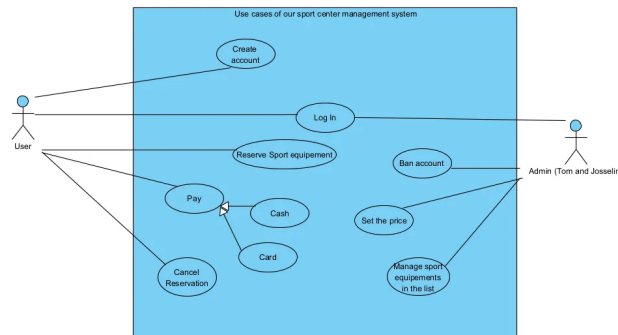 Use cases of our sport center management system
Create
account
Log In
User
Reserve Sport equipement
Ban account
Admin (Tom and Josselin
Pay
Cash
Set the price
Card
Cancel
Reservation
Manage sport
equipements
in the list